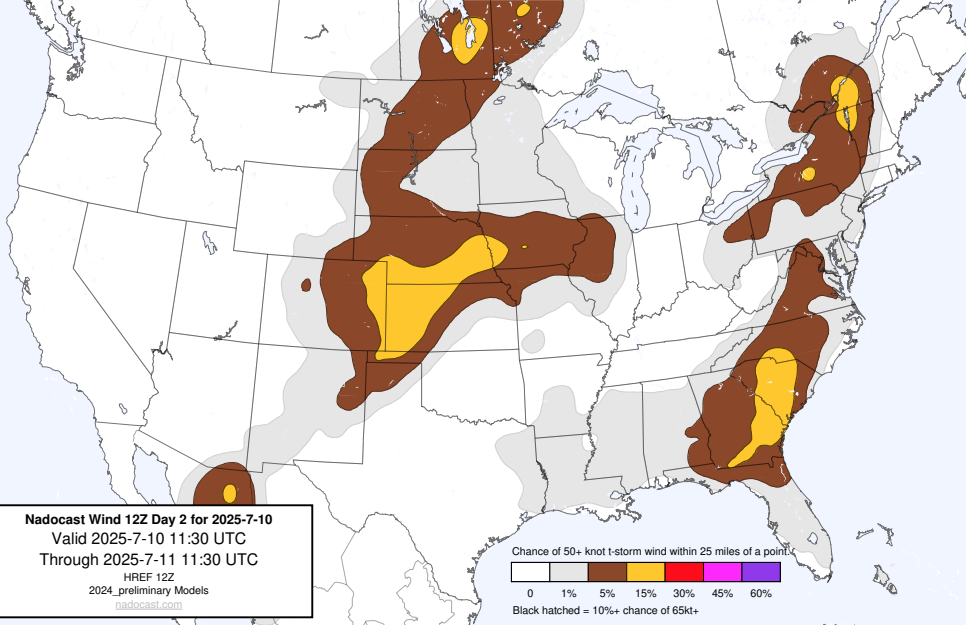 Nadocast Wind 12Z Day 2 for 2025-7-10
Valid 2025-7-10 11:30 UTC
Through 2025-7-11 11:30 UTC
HREF 12Z
2024_preliminary Models
nadocast.com
Chance of 50+ knot t-storm wind within 25 miles of a point.
0 1% 5% 15% 30% 45% 60%
Black hatched = 10%+ chance of 65kt+